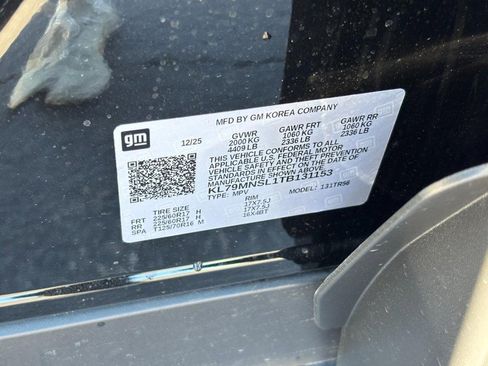 MFD BY GM KOREA COMPANY
gm
12/25 GVWR GAWR FRT GAWR RR
2000 KG 1060 KG 1060 KG
4409 LB 2336 LB 2336 LB
THIS VEHICLE CONFORMS TO ALL APPLICABLE
U.S. FEDERAL MOTOR VEHICLE SAFETY AND THEFT PREVENTION
STANDARDS IN EFFECT ON THE DATE OF
MANUFACTURE SHOWN ABOVE.
KL79MNSL1TB131153
TYPE: MPV MODEL: 1TR56
TIRE SIZE RIM
FRT 225/60R17 H 17X7.5J
RR 225/60R17 H 17X7.5J
SPA T125/70R16 M 16X4BT